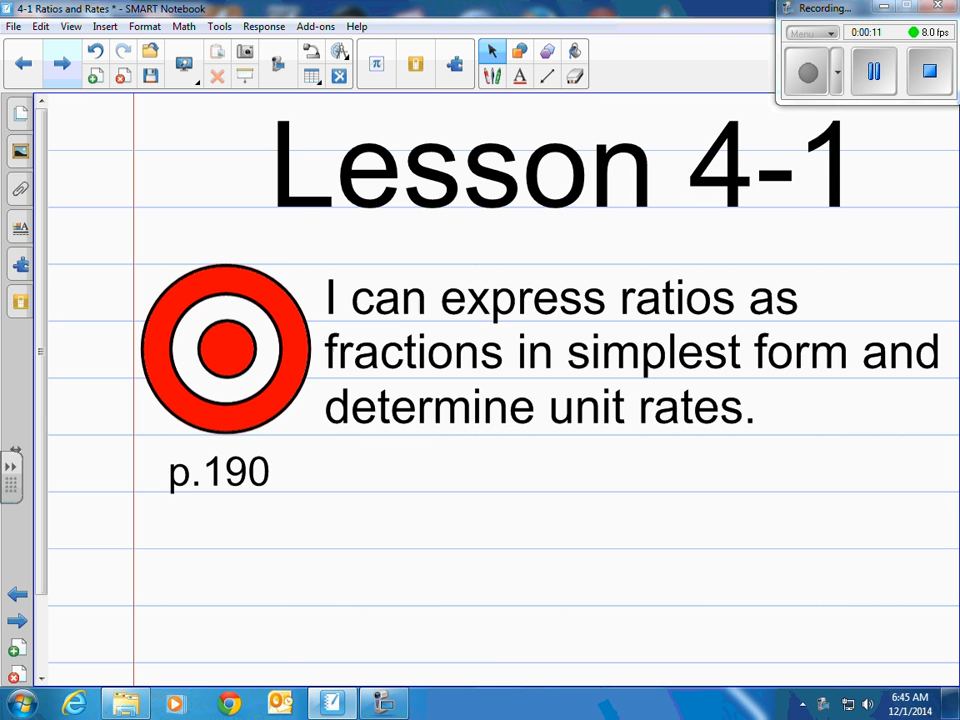 4-1 Ratios and Rates * - SMART Notebook
Recording...
File Edit View Insert Format Math Tools Response Add-ons Help
Menu 0:00:11 8.0 fps
π
A
Lesson 4-1
I can express ratios as
fractions in simplest form and
determine unit rates.
p.190
6:45 AM
12/1/2014